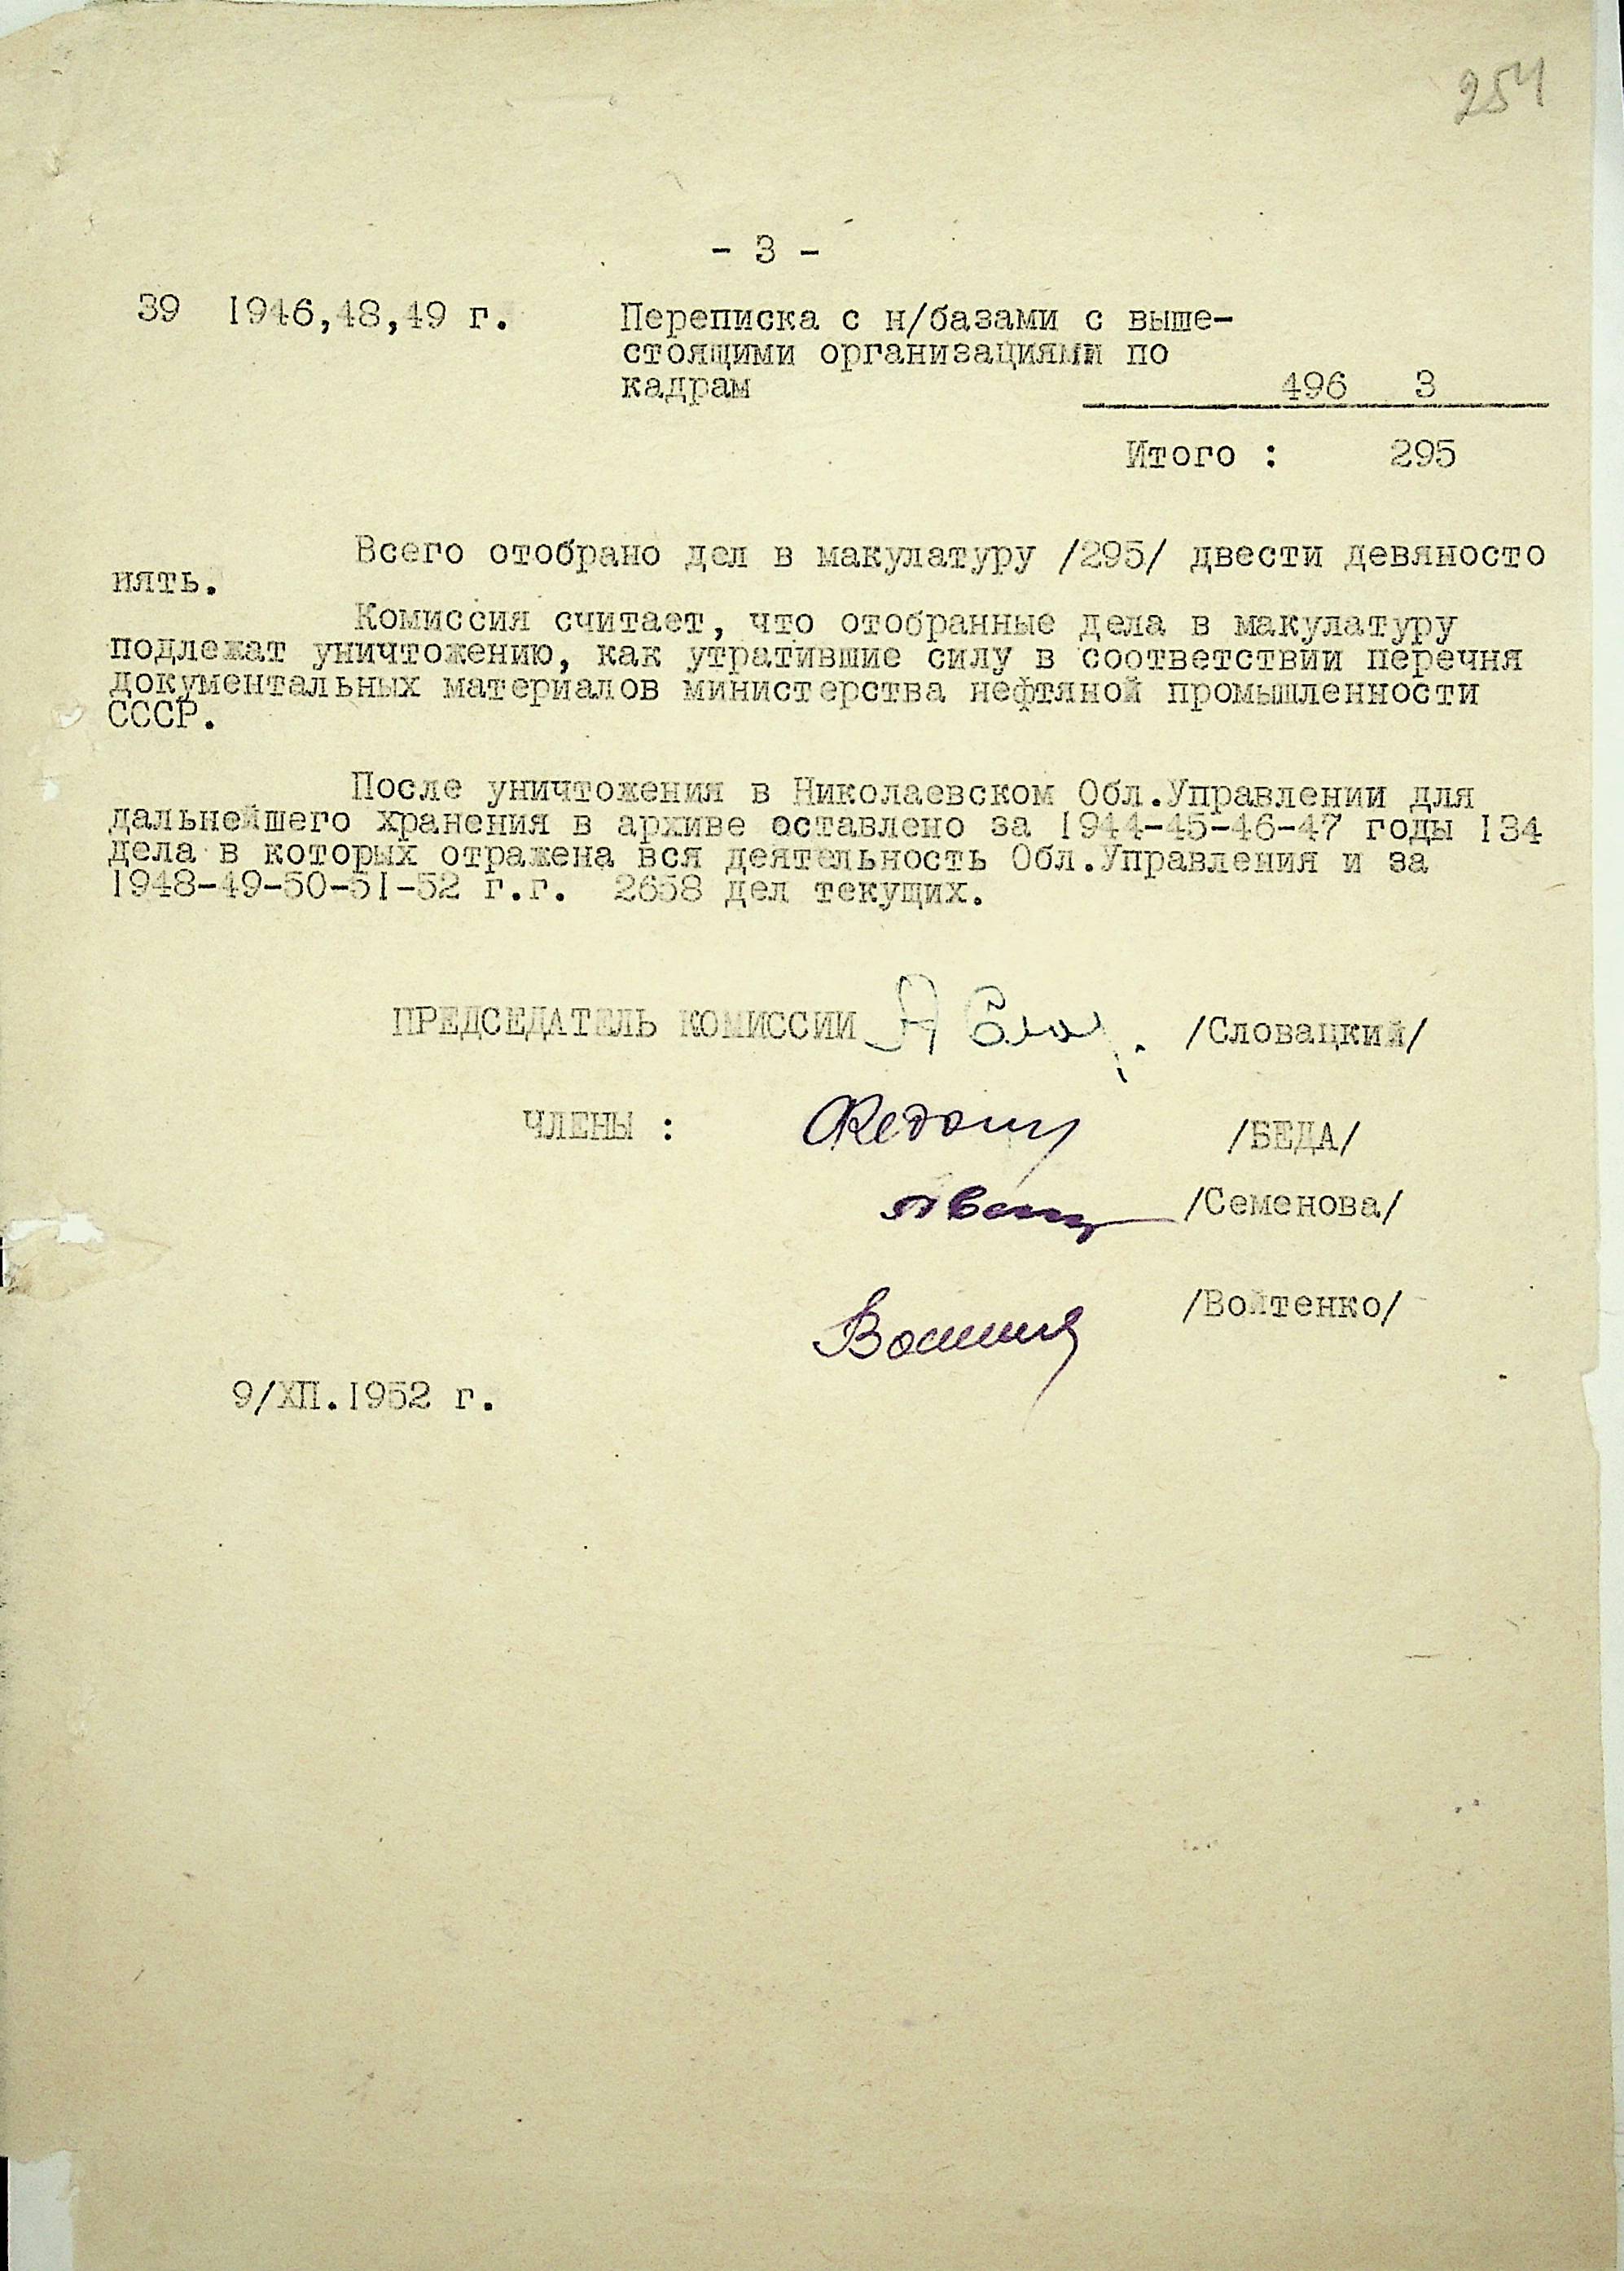 254
- 3 -
39 1946,48,49 г. Переписка с н/базами с выше-
стоящими организациями по
кадрам 496 3
Итого : 295
Всего отобрано дел в макулатуру /295/ двести девяносто
пять.
Комиссия считает, что отобранные дела в макулатуру
подлежат уничтожению, как утратившие силу в соответствии перечня
документальных материалов министерства нефтяной промышленности
СССР.
После уничтожения в Николаевском Обл.Управлении для
дальнейшего хранения в архиве оставлено за 1944-45-46-47 годы 134
дела в которых отражена вся деятельность Обл.Управления и за
1948-49-50-51-52 г.г. 2658 дел текущих.
ПРЕДСЕДАТЕЛЬ КОМИССИИ /Словацкий/
ЧЛЕНЫ : /БЕДА/
/Семенова/
/Войтенко/
9/ХП.1952 г.